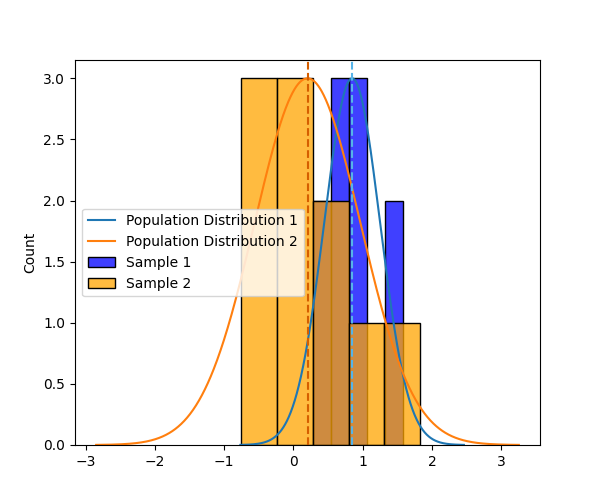 3.0
2.5
2.0
1.5
1.0
0.5
0.0
Count
Population Distribution 1
Population Distribution 2
Sample 1
Sample 2
−3 −2 −1 0 1 2 3